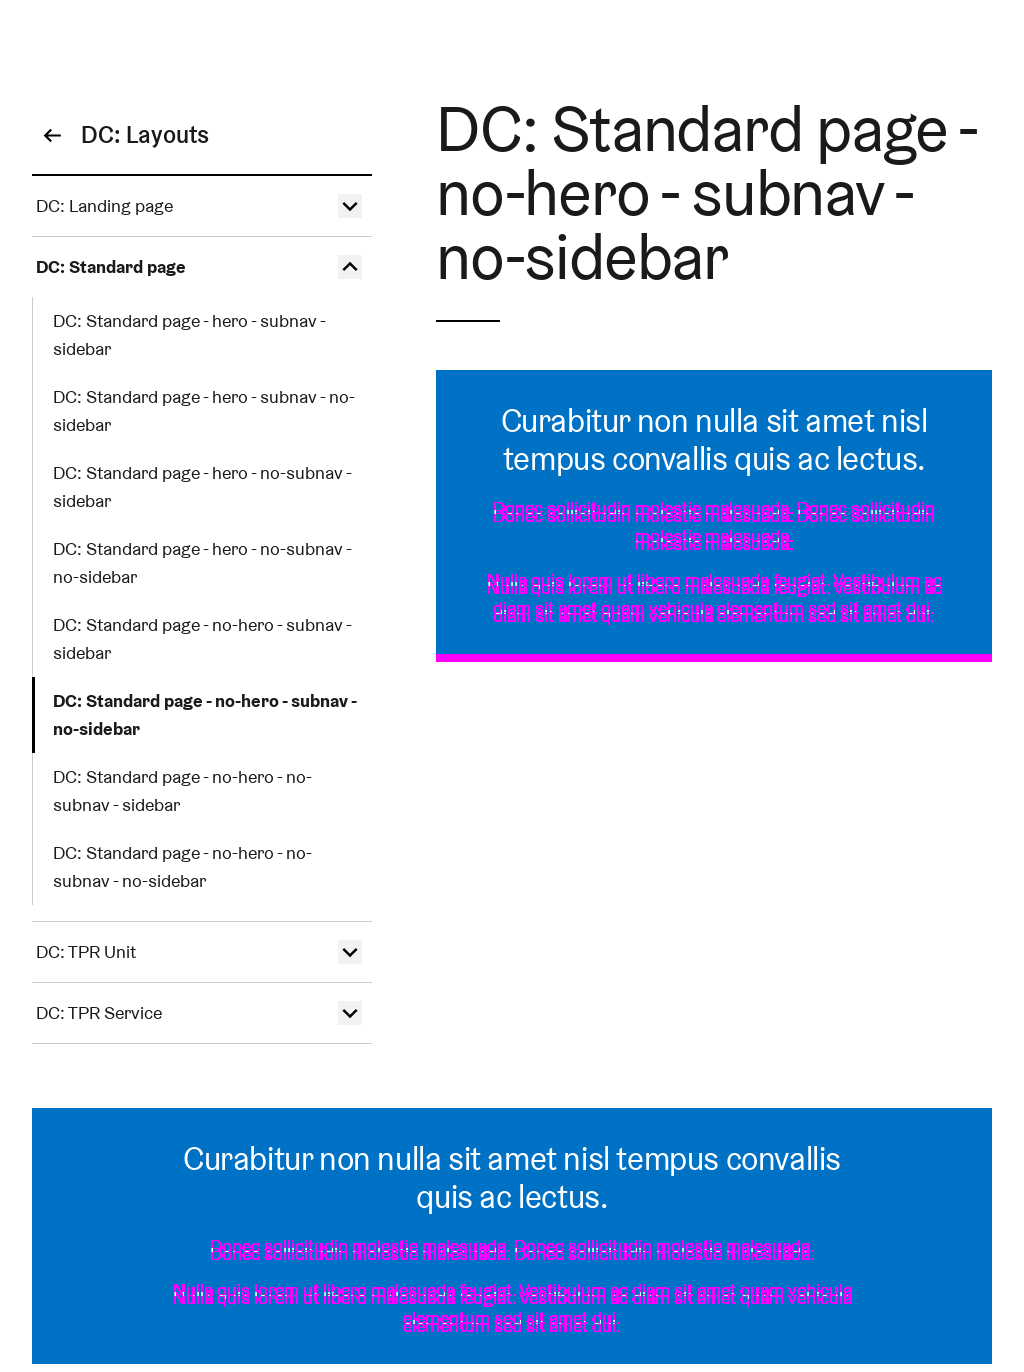 DC: Layouts
DC: Landing page
DC: Standard page
DC: Standard page - hero - subnav -
sidebar
DC: Standard page - hero - subnav - no-
sidebar
DC: Standard page - hero - no-subnav -
sidebar
DC: Standard page - hero - no-subnav -
no-sidebar
DC: Standard page - no-hero - subnav -
sidebar
DC: Standard page - no-hero - subnav -
no-sidebar
DC: Standard page - no-hero - no-
subnav - sidebar
DC: Standard page - no-hero - no-
subnav - no-sidebar
DC: TPR Unit
DC: TPR Service
DC: Standard page -
no-hero - subnav -
no-sidebar
Curabitur non nulla sit amet nisl
tempus convallis quis ac lectus.
Donec sollicitudin molestie malesuada. Donec sollicitudin
molestie malesuada.
Nulla quis lorem ut libero malesuada feugiat. Vestibulum ac
diam sit amet quam vehicula elementum sed sit amet dui.
Curabitur non nulla sit amet nisl tempus convallis
quis ac lectus.
Donec sollicitudin molestie malesuada. Donec sollicitudin molestie malesuada.
Nulla quis lorem ut libero malesuada feugiat. Vestibulum ac diam sit amet quam vehicula
elementum sed sit amet dui.